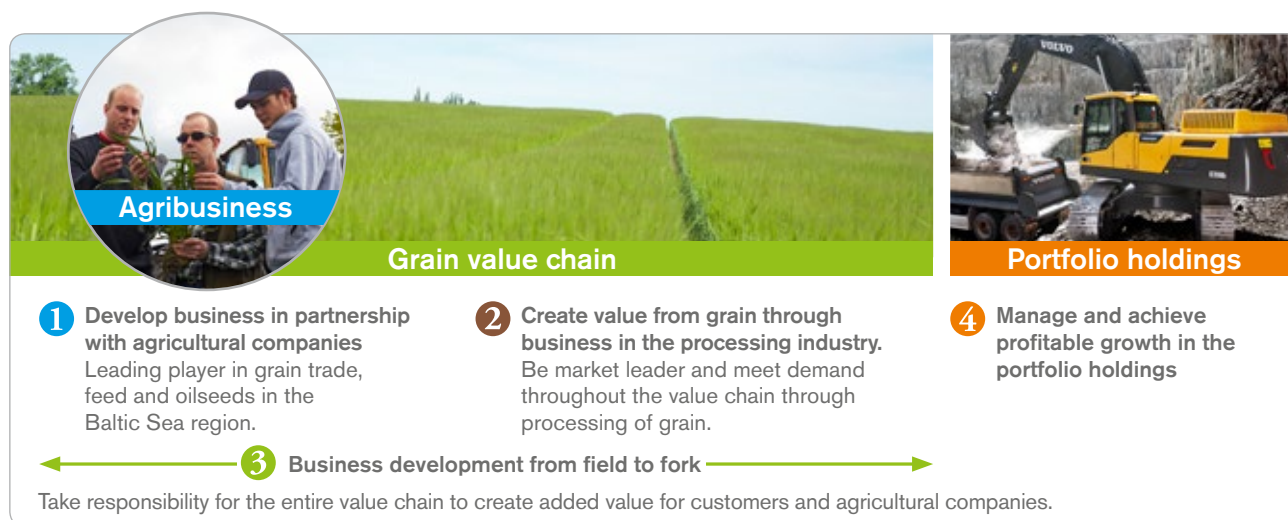 VOLVO
Agribusiness
Grain value chain
Portfolio holdings
1 Develop business in partnership
with agricultural companies
Leading player in grain trade,
feed and oilseeds in the
Baltic Sea region.
2 Create value from grain through
business in the processing industry.
Be market leader and meet demand
throughout the value chain through
processing of grain.
4 Manage and achieve
profitable growth in the
portfolio holdings
3 Business development from field to fork
Take responsibility for the entire value chain to create added value for customers and agricultural companies.